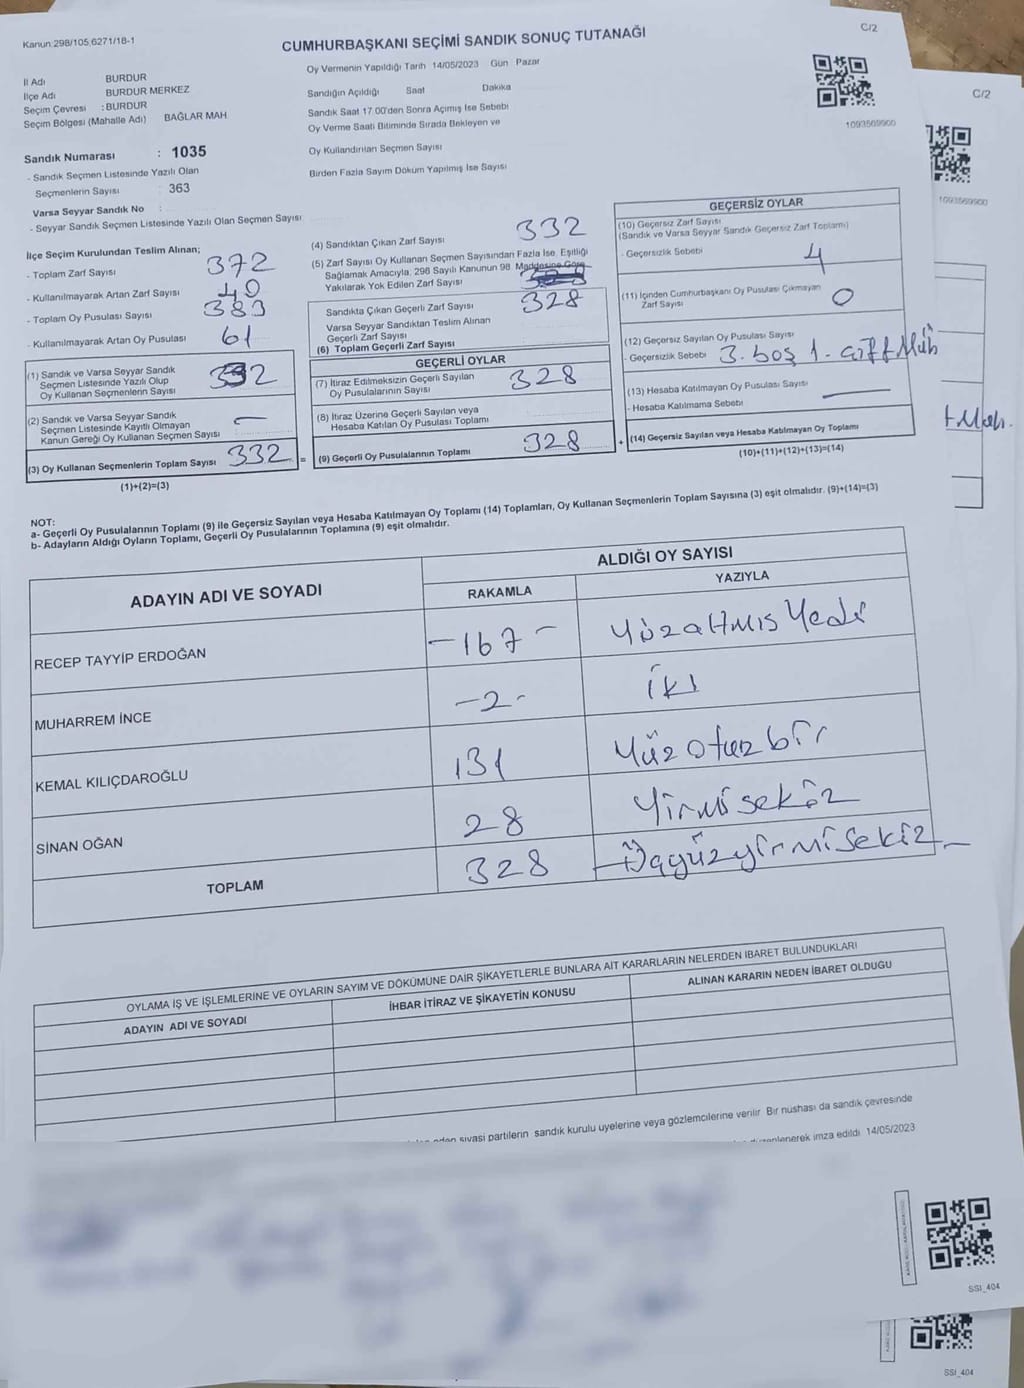 Kanun:298/105,6271/18-1
C/2
CUMHURBAŞKANI SEÇİMİ SANDIK SONUÇ TUTANAĞI
İl Adı BURDUR
İlçe Adı BURDUR MERKEZ
Seçim Çevresi : BURDUR
Seçim Bölgesi (Mahalle Adı) BAĞLAR MAH
Oy Vermenin Yapıldığı Tarih 14/05/2023 Gün Pazar
Sandığın Açıldığı Saat Dakika
Sandık Saat 17:00'den Sonra Açımış İse Sebebi
Oy Verme Saati Bitiminde Sırada Bekleyen ve
Oy Kullandırılan Seçmen Sayısı
Birden Fazla Sayım Döküm Yapılmış İse Sayısı
1093569900
Sandık Numarası : 1035
- Sandık Seçmen Listesinde Yazılı Olan
Seçmenlerin Sayısı : 363
Varsa Seyyar Sandık No :
- Seyyar Sandık Seçmen Listesinde Yazılı Olan Seçmen Sayısı
İlçe Seçim Kurulundan Teslim Alınan;
- Toplam Zarf Sayısı 372
- Kullanılmayarak Artan Zarf Sayısı 40
- Toplam Oy Pusulası Sayısı 383
- Kullanılmayarak Artan Oy Pusulası 61
(1) Sandık ve Varsa Seyyar Sandık
Seçmen Listesinde Yazılı Olup
Oy Kullanan Seçmenlerin Sayısı 332
(2) Sandık ve Varsa Seyyar Sandık
Seçmen Listesinde Kayıtlı Olmayan
Kanun Gereği Oy Kullanan Seçmen Sayısı -
(3) Oy Kullanan Seçmenlerin Toplam Sayısı 332 =
(1)+(2)=(3)
(4) Sandıktan Çıkan Zarf Sayısı 332
(5) Zarf Sayısı Oy Kullanan Seçmen Sayısından Fazla İse, Eşitliği
Sağlamak Amacıyla, 298 Sayılı Kanunun 98. Maddesine Göre
Yakılarak Yok Edilen Zarf Sayısı
Sandıkta Çıkan Geçerli Zarf Sayısı 328
Varsa Seyyar Sandıktan Teslim Alınan
Geçerli Zarf Sayısı
(6) Toplam Geçerli Zarf Sayısı
GEÇERLİ OYLAR
(7) İtiraz Edilmeksizin Geçerli Sayılan
Oy Pusulalarının Sayısı 328
(8) İtiraz Üzerine Geçerli Sayılan veya
Hesaba Katılan Oy Pusulası Toplamı
(9) Geçerli Oy Pusulalarının Toplamı 328 +
GEÇERSİZ OYLAR
(10) Geçersiz Zarf Sayısı
(Sandık ve Varsa Seyyar Sandık Geçersiz Zarf Toplamı)
- Geçersizlik Sebebi 4
(11) İçinden Cumhurbaşkanı Oy Pusulası Çıkmayan
Zarf Sayısı 0
(12) Geçersiz Sayılan Oy Pusulası Sayısı
- Geçersizlik Sebebi 3. boş 1. çift Müh
(13) Hesaba Katılmayan Oy Pusulası Sayısı
- Hesaba Katılmama Sebebi
(14) Geçersiz Sayılan veya Hesaba Katılmayan Oy Toplamı
(10)+(11)+(12)+(13)=(14)
NOT:
a- Geçerli Oy Pusulalarının Toplamı (9) ile Geçersiz Sayılan veya Hesaba Katılmayan Oy Toplamı (14) Toplamları, Oy Kullanan Seçmenlerin Toplam Sayısına (3) eşit olmalıdır. (9)+(14)=(3)
b- Adayların Aldığı Oyların Toplamı, Geçerli Oy Pusulalarının Toplamına (9) eşit olmalıdır.
ADAYIN ADI VE SOYADI ALDIĞI OY SAYISI
RAKAMLA YAZIYLA
RECEP TAYYİP ERDOĞAN -167- Yüzaltmış Yedi
MUHARREM İNCE -2- İki
KEMAL KILIÇDAROĞLU 131 Yüzotuzbir
SİNAN OĞAN 28 Yirmisekiz
TOPLAM 328 -Üçyüzyirmisekiz-
OYLAMA İŞ VE İŞLEMLERİNE VE OYLARIN SAYIM VE DÖKÜMÜNE DAİR ŞİKAYETLERLE BUNLARA AİT KARARLARIN NELERDEN İBARET BULUNDUKLARI
ADAYIN ADI VE SOYADI İHBAR İTİRAZ VE ŞİKAYETİN KONUSU ALINAN KARARIN NEDEN İBARET OLDUĞU
siyasi partilerin sandık kurulu üyelerine veya gözlemcilerine verilir. Bir nüshası da sandık çevresinde
düzenlenerek imza edildi. 14/05/2023
SSI_404
C/2
1093569900
SSI_404